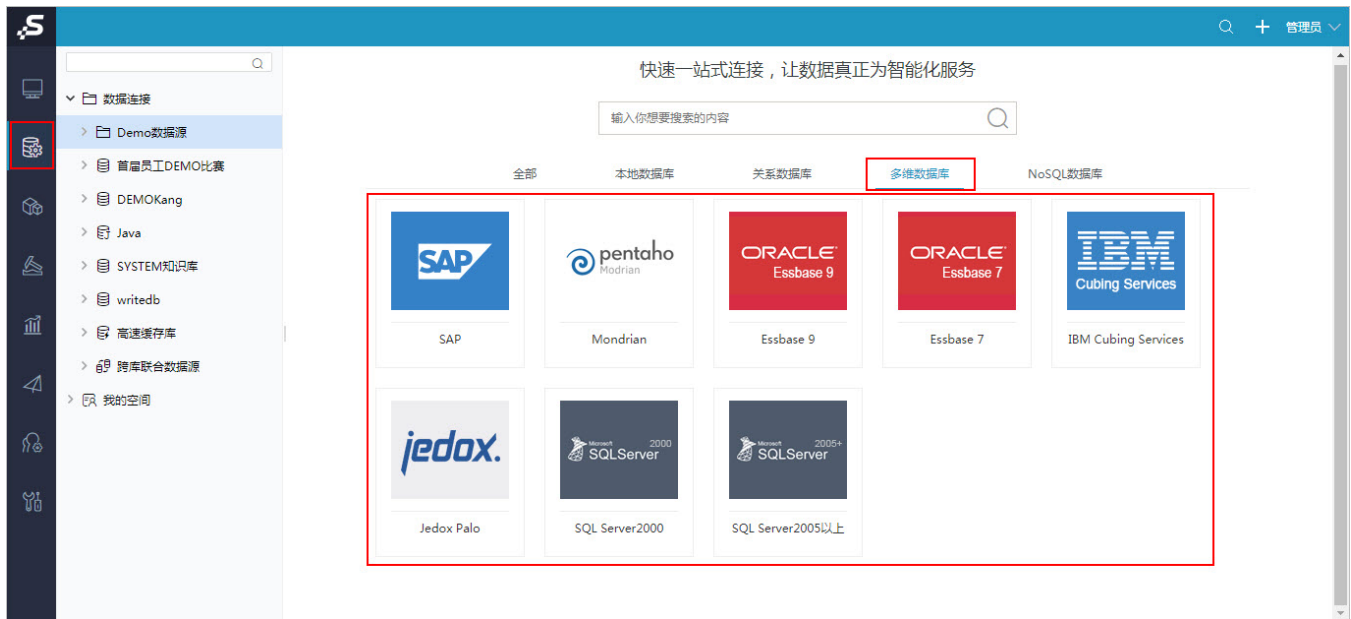 管理员
快速一站式连接，让数据真正为智能化服务
输入你想要搜索的内容
数据连接
Demo数据源
首届员工DEMO比赛
DEMOKang
Java
SYSTEM知识库
writedb
高速缓存库
跨库联合数据源
我的空间
全部 本地数据库 关系数据库 多维数据库 NoSQL数据库
SAP
SAP
pentaho
Modrian
Mondrian
ORACLE
Essbase 9
Essbase 9
ORACLE
Essbase 7
Essbase 7
IBM
Cubing Services
IBM Cubing Services
jedox.
Jedox Palo
Microsoft 2000
SQLServer
SQL Server2000
Microsoft 2005+
SQLServer
SQL Server2005以上